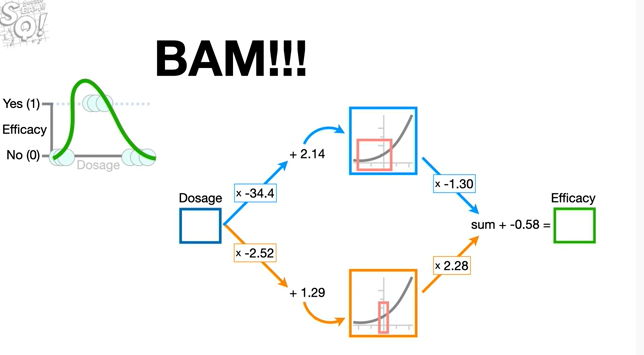 SQ!
BAM!!!
Yes (1)
Efficacy
No (0)
Dosage
Dosage
x -34.4
+ 2.14
x -1.30
x -2.52
+ 1.29
x 2.28
sum + -0.58 =
Efficacy